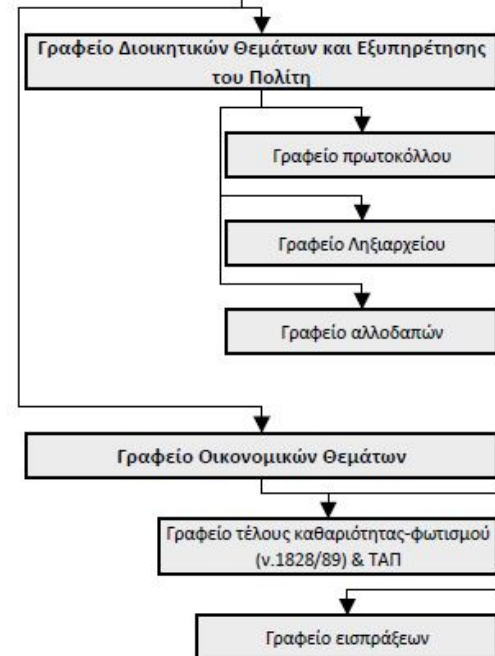 Γραφείο Διοικητικών Θεμάτων και Εξυπηρέτησης
του Πολίτη
Γραφείο πρωτοκόλλου
Γραφείο Ληξιαρχείου
Γραφείο αλλοδαπών
Γραφείο Οικονομικών Θεμάτων
Γραφείο τέλους καθαριότητας-φωτισμού
(ν.1828/89) & ΤΑΠ
Γραφείο εισπράξεων